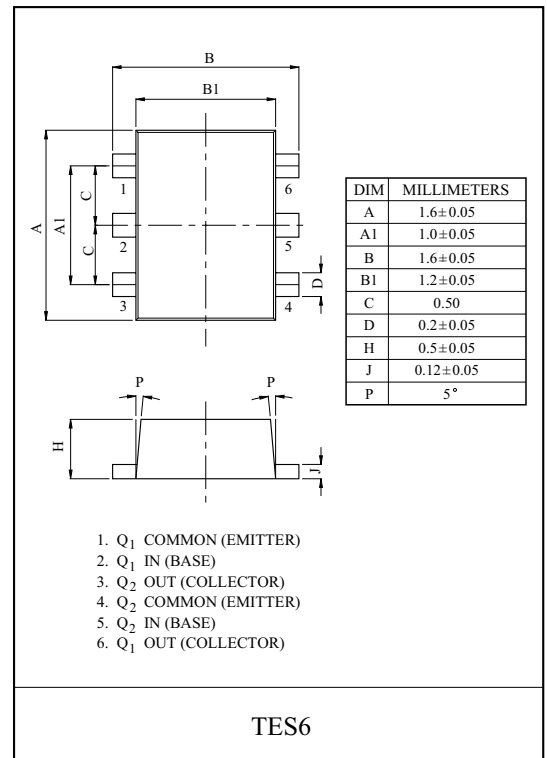 B
B1
A
A1
C
C
D
1
2
3
6
5
4
DIM MILLIMETERS
A 1.6±0.05
A1 1.0±0.05
B 1.6±0.05
B1 1.2±0.05
C 0.50
D 0.2±0.05
H 0.5±0.05
J 0.12±0.05
P 5°
P P
H
J
1. Q1 COMMON (EMITTER)
2. Q1 IN (BASE)
3. Q2 OUT (COLLECTOR)
4. Q2 COMMON (EMITTER)
5. Q2 IN (BASE)
6. Q1 OUT (COLLECTOR)
TES6